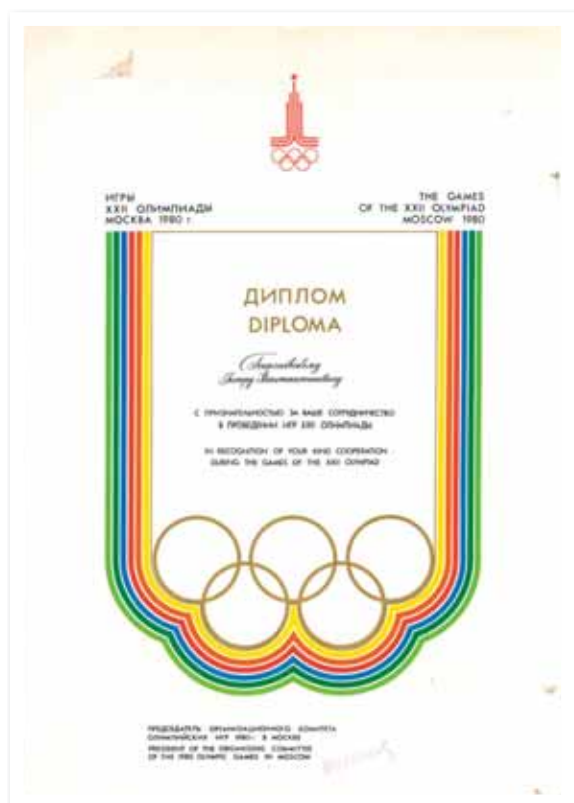 ИГРЫ
XXII ОЛИМПИАДЫ
МОСКВА 1980 г
THE GAMES
OF THE XXII OLYMPIAD
MOSCOW 1980
ДИПЛОМ
DIPLOMA
С ПРИЗНАТЕЛЬНОСТЬЮ ЗА ВАШЕ СОТРУДНИЧЕСТВО
В ПРОВЕДЕНИИ ИГР XXII ОЛИМПИАДЫ
IN RECOGNITION OF YOUR KIND COOPERATION
DURING THE GAMES OF THE XXII OLYMPIAD
ПРЕДСЕДАТЕЛЬ ОРГАНИЗАЦИОННОГО КОМИТЕТА
ОЛИМПИЙСКИХ ИГР 1980 г. В МОСКВЕ
PRESIDENT OF THE ORGANISING COMMITTEE
OF THE 1980 OLYMPIC GAMES IN MOSCOW